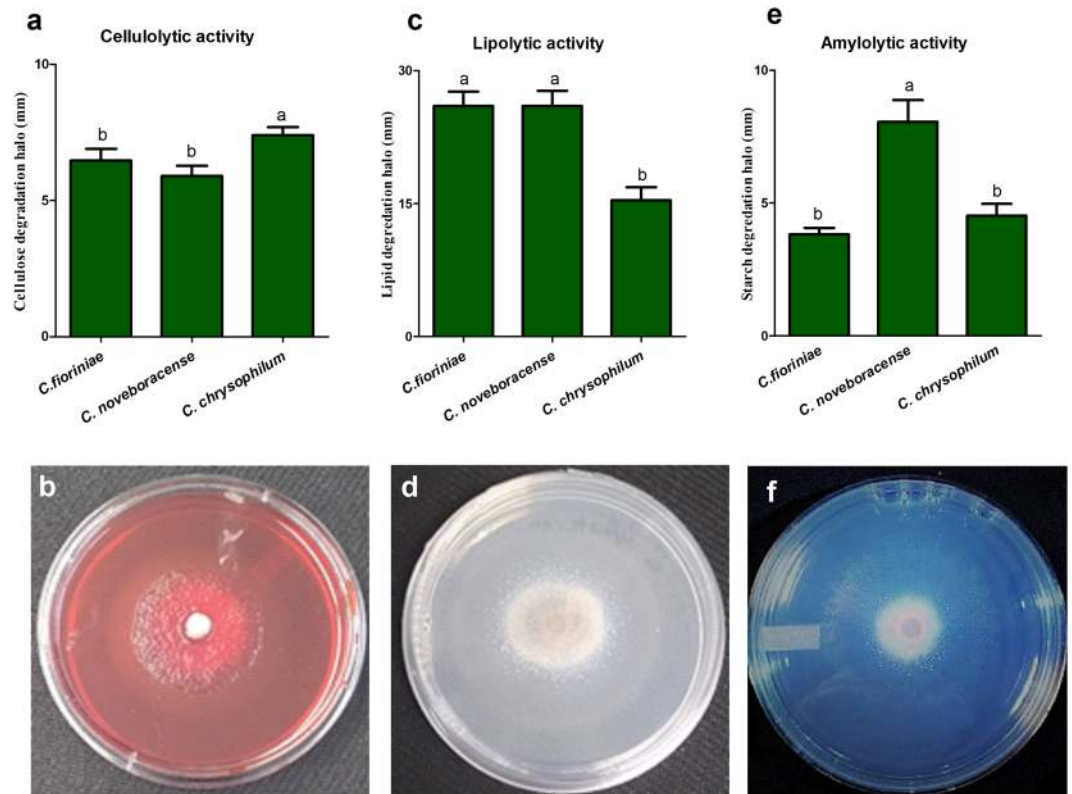 a
Cellulolytic activity
Cellulose degradation halo (mm)
10
5
0
b
b
a
C.fioriniae
C. noveboracense
C. chrysophilum
c
Lipolytic activity
Lipid degredation halo (mm)
30
15
0
a
a
b
C.fioriniae
C. noveboracense
C. chrysophilum
e
Amylolytic activity
Starch degredation halo (mm)
10
5
0
b
a
b
C.fioriniae
C. noveboracense
C. chrysophilum
b
d
f